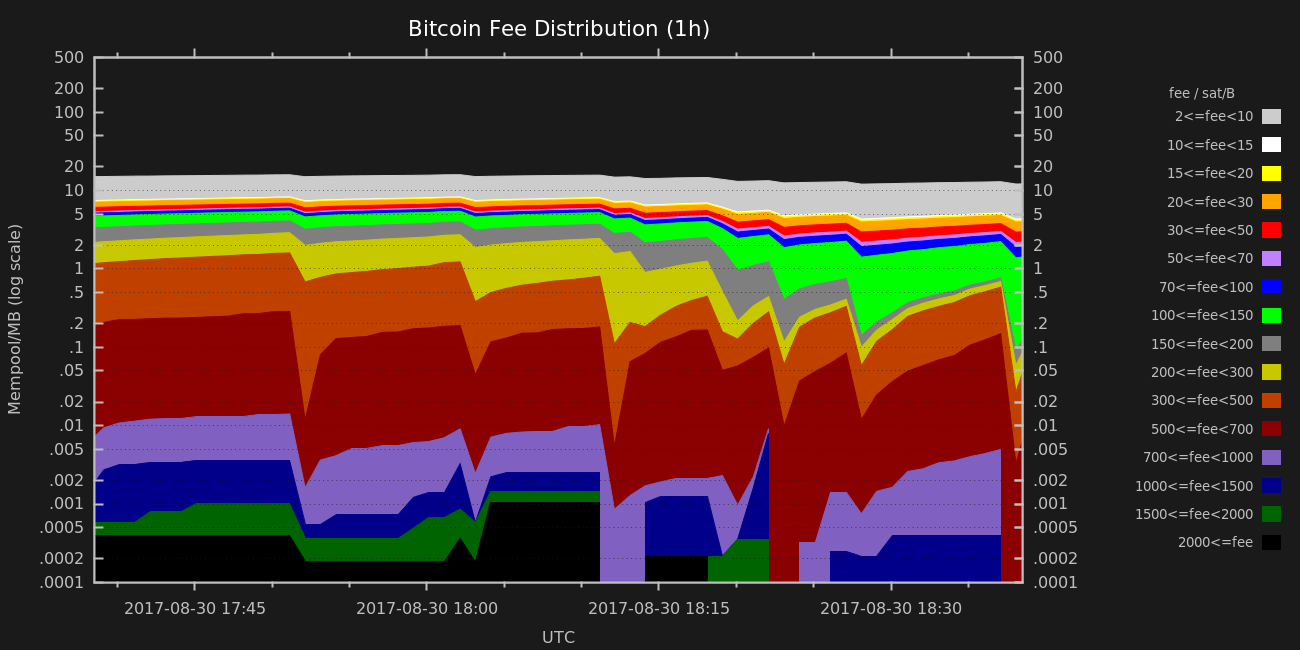 Bitcoin Fee Distribution (1h)
500 500
200 200
100 100
50 50
20 20
10 10
5 5
2 2
1 1
.5 .5
.2 .2
.1 .1
.05 .05
.02 .02
.01 .01
.005 .005
.002 .002
.001 .001
.0005 .0005
.0002 .0002
.0001 .0001
Mempool/MB (log scale)
2017-08-30 17:45 2017-08-30 18:00 2017-08-30 18:15 2017-08-30 18:30
UTC
fee / sat/B
2<=fee<10
10<=fee<15
15<=fee<20
20<=fee<30
30<=fee<50
50<=fee<70
70<=fee<100
100<=fee<150
150<=fee<200
200<=fee<300
300<=fee<500
500<=fee<700
700<=fee<1000
1000<=fee<1500
1500<=fee<2000
2000<=fee